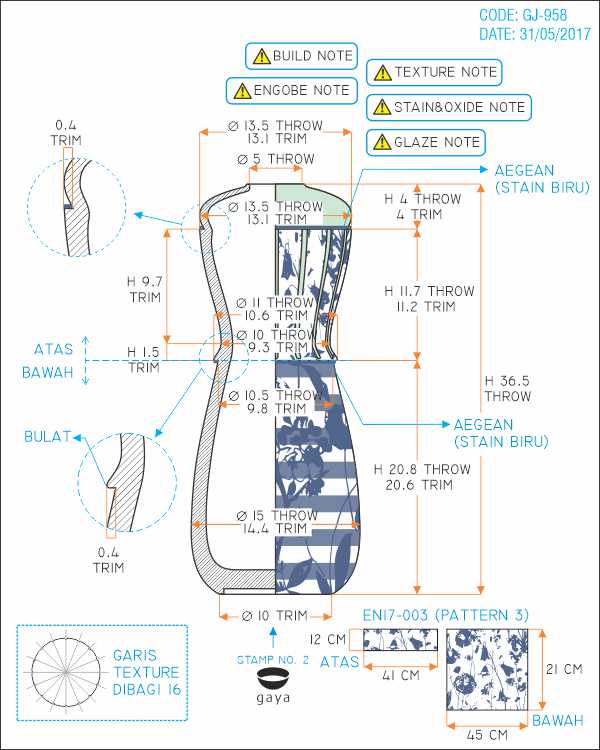 CODE: GJ-958
DATE: 31/05/2017
BUILD NOTE
TEXTURE NOTE
ENGOBE NOTE
STAIN&OXIDE NOTE
GLAZE NOTE
0.4
TRIM
Ø 13.5 THROW
13.1 TRIM
Ø 5 THROW
AEGEAN
(STAIN BIRU)
H 4 THROW
4 TRIM
Ø 13.5 THROW
13.1 TRIM
H 9.7
TRIM
H 11.7 THROW
11.2 TRIM
Ø 11 THROW
10.6 TRIM
Ø 10 THROW
9.3 TRIM
ATAS
BAWAH
H 1.5
TRIM
H 36.5
THROW
Ø 10.5 THROW
9.8 TRIM
AEGEAN
(STAIN BIRU)
BULAT
H 20.8 THROW
20.6 TRIM
Ø 15 THROW
14.4 TRIM
0.4
TRIM
Ø 10 TRIM
EN17-003 (PATTERN 3)
12 CM
ATAS
41 CM
21 CM
45 CM
BAWAH
STAMP NO. 2
gaya
GARIS
TEXTURE
DIBAGI 16